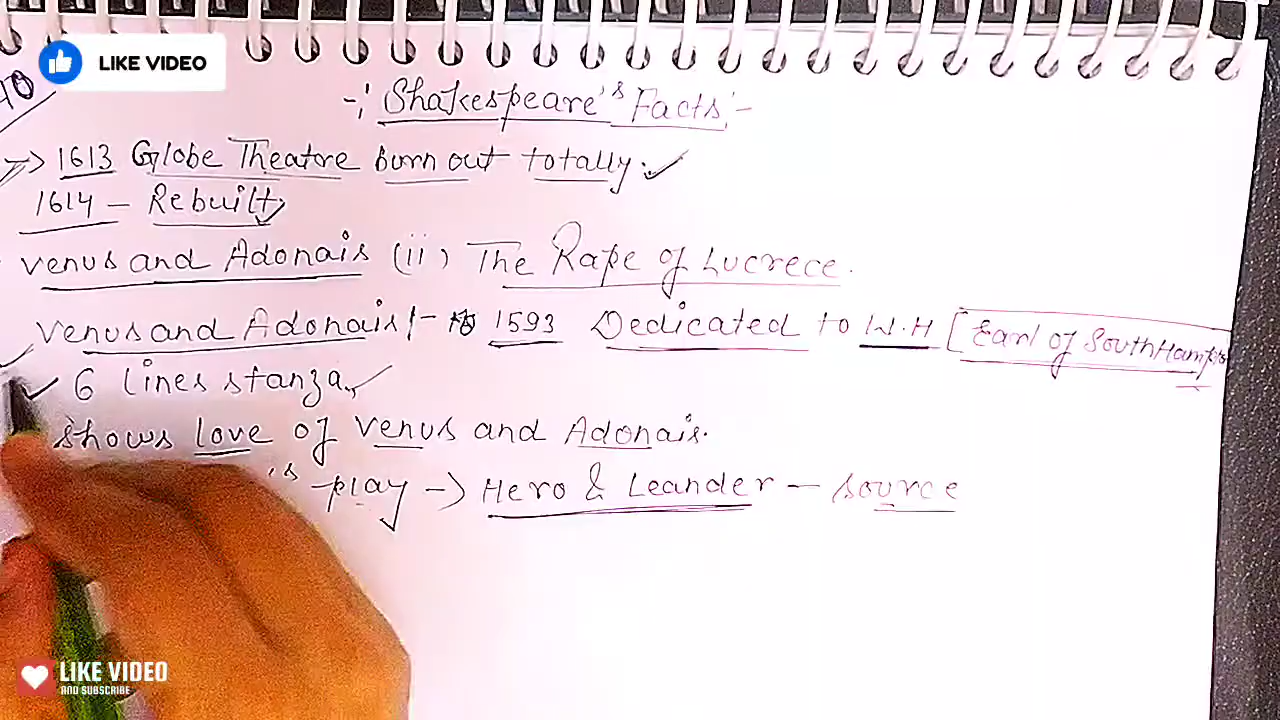 LIKE VIDEO
10
-: Shakespeare's Facts :-
→ 1613 Globe Theatre burn out totally.
1614 - Rebuilt
Venus and Adonais (ii) The Rape of Lucrece.
Venus and Adonais:- 1593 Dedicated to W.H [Earl of SouthHampton
6 lines stanza,
shows love of Venus and Adonais.
's play → Hero & Leander - source
LIKE VIDEO
AND SUBSCRIBE